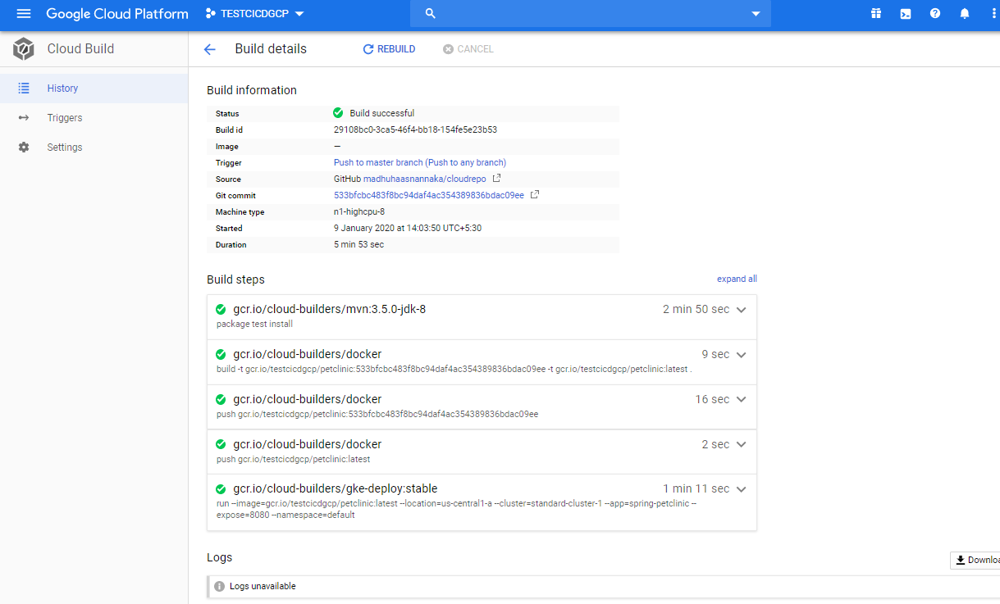 Google Cloud Platform
TESTCICDGCP
Cloud Build
Build details
REBUILD
CANCEL
History
Triggers
Settings
Build information
Status Build successful
Build id 29108bc0-3ca5-46f4-bb18-154fe5e23b53
Image —
Trigger Push to master branch (Push to any branch)
Source GitHub madhuhaasnannaka/cloudrepo
Git commit 533bfcbc483f8bc94daf4ac354389836bdac09ee
Machine type n1-highcpu-8
Started 9 January 2020 at 14:03:50 UTC+5:30
Duration 5 min 53 sec
Build steps expand all
gcr.io/cloud-builders/mvn:3.5.0-jdk-8 2 min 50 sec
package test install
gcr.io/cloud-builders/docker 9 sec
build -t gcr.io/testcicdgcp/petclinic:533bfcbc483f8bc94daf4ac354389836bdac09ee -t gcr.io/testcicdgcp/petclinic:latest .
gcr.io/cloud-builders/docker 16 sec
push gcr.io/testcicdgcp/petclinic:533bfcbc483f8bc94daf4ac354389836bdac09ee
gcr.io/cloud-builders/docker 2 sec
push gcr.io/testcicdgcp/petclinic:latest
gcr.io/cloud-builders/gke-deploy:stable 1 min 11 sec
run --image=gcr.io/testcicdgcp/petclinic:latest --location=us-central1-a --cluster=standard-cluster-1 --app=spring-petclinic --
expose=8080 --namespace=default
Logs
Downloa
Logs unavailable